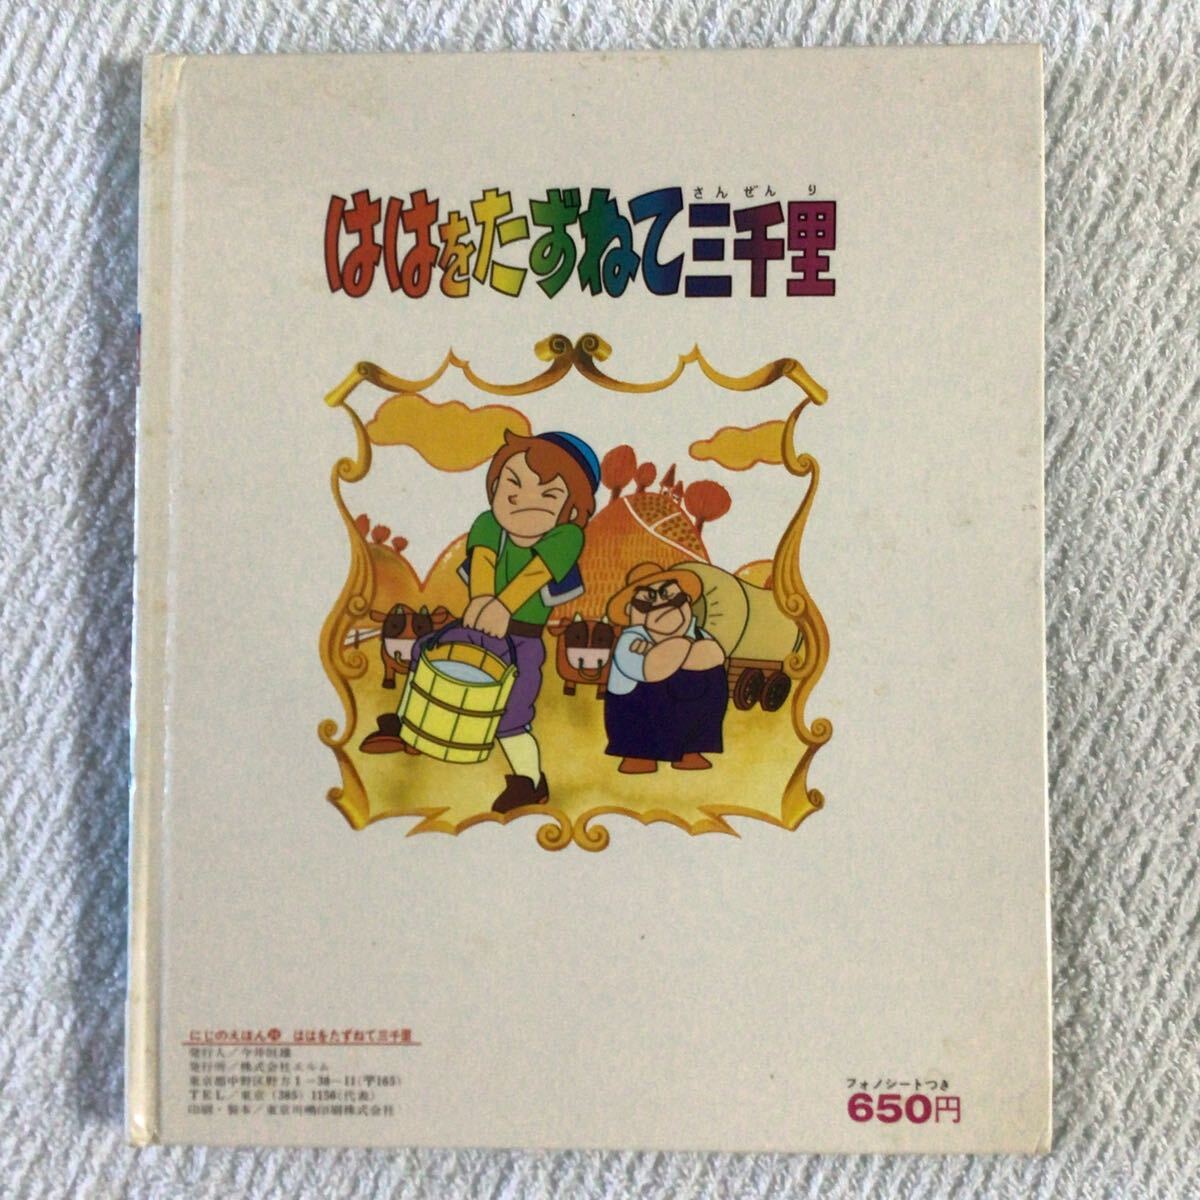 さんぜんり
ははをたずねて三千里
にじのえほん ははをたずねて三千里
発行人/今井
発行所/株式会社エルム
東京都中野区野方1-38-11(〒165)
TEL/東京(385)1156(代表)
印刷・製本/東京川嶋印刷株式会社
フォノシートつき
650円